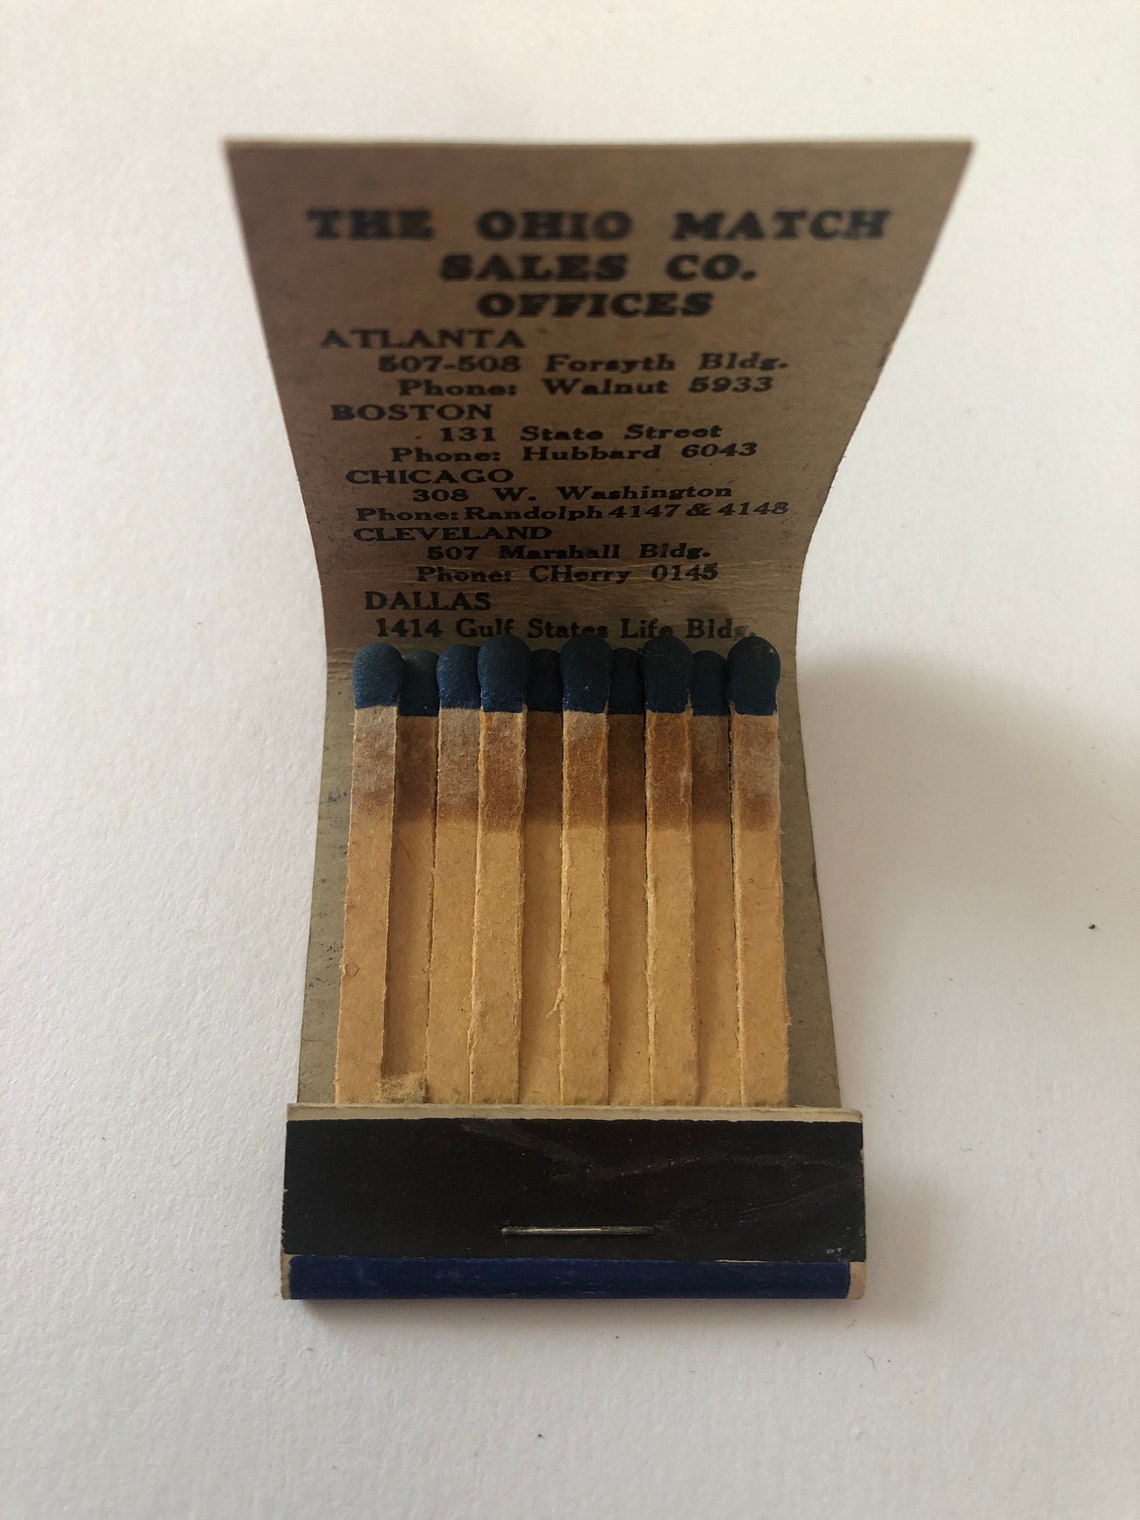 THE OHIO MATCH
SALES CO.
OFFICES
ATLANTA
507-508 Forsyth Bldg.
Phone: Walnut 5933
BOSTON
131 State Street
Phone: Hubbard 6043
CHICAGO
308 W. Washington
Phone: Randolph 4147 & 4148
CLEVELAND
507 Marshall Bldg.
Phone: CHerry 0145
DALLAS
1414 Gulf States Life Bldg.